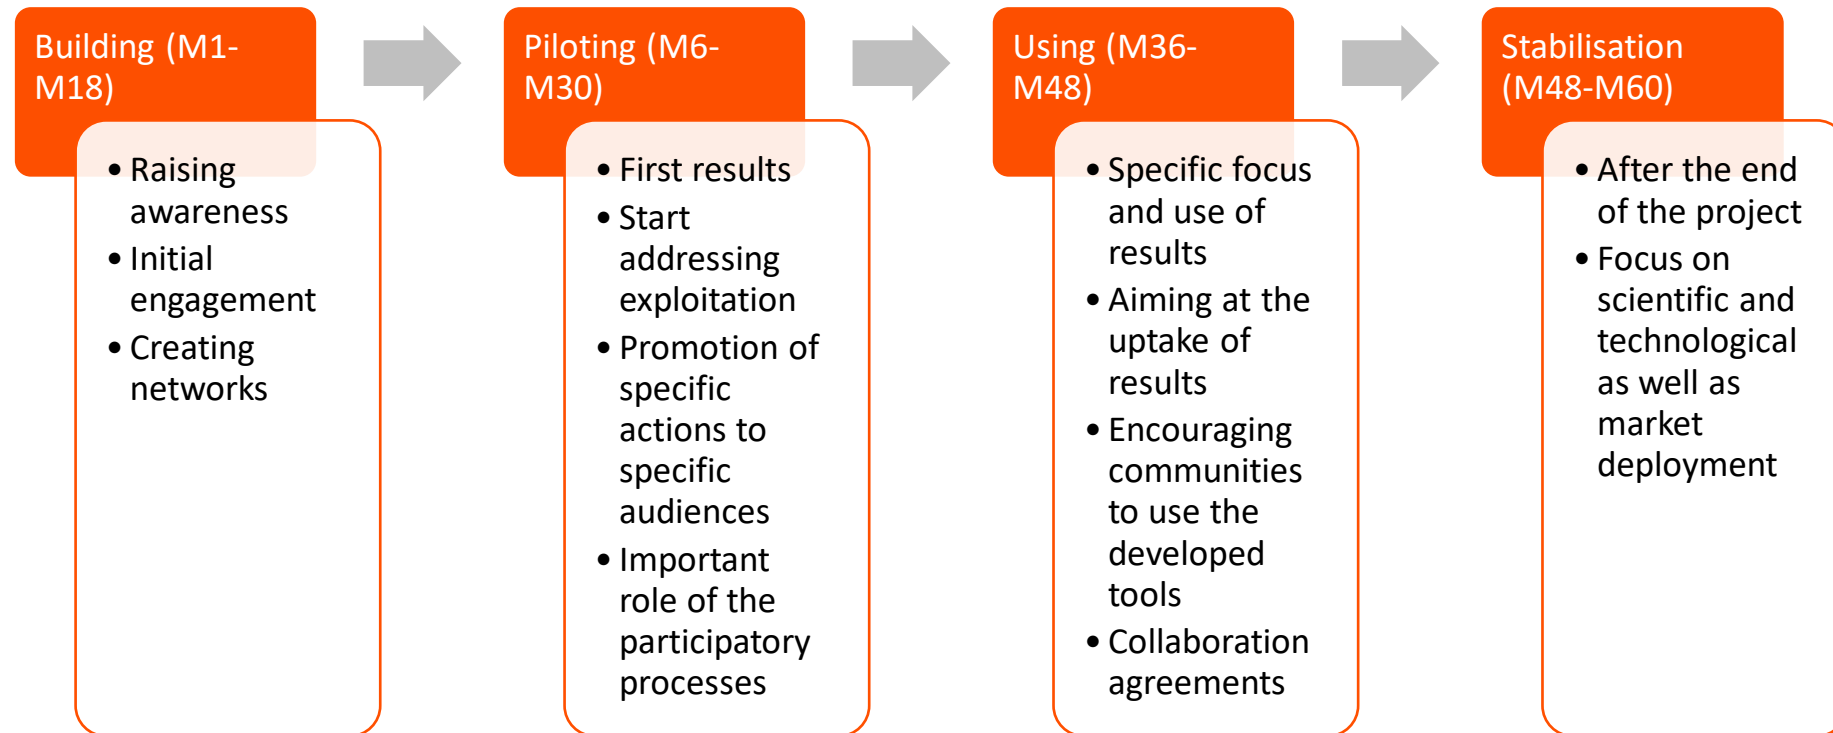 Building (M1-
M18)
• Raising
awareness
• Initial
engagement
• Creating
networks
Piloting (M6-
M30)
• First results
• Start
addressing
exploitation
• Promotion of
specific
actions to
specific
audiences
• Important
role of the
participatory
processes
Using (M36-
M48)
• Specific focus
and use of
results
• Aiming at the
uptake of
results
• Encouraging
communities
to use the
developed
tools
• Collaboration
agreements
Stabilisation
(M48-M60)
• After the end
of the project
• Focus on
scientific and
technological
as well as
market
deployment